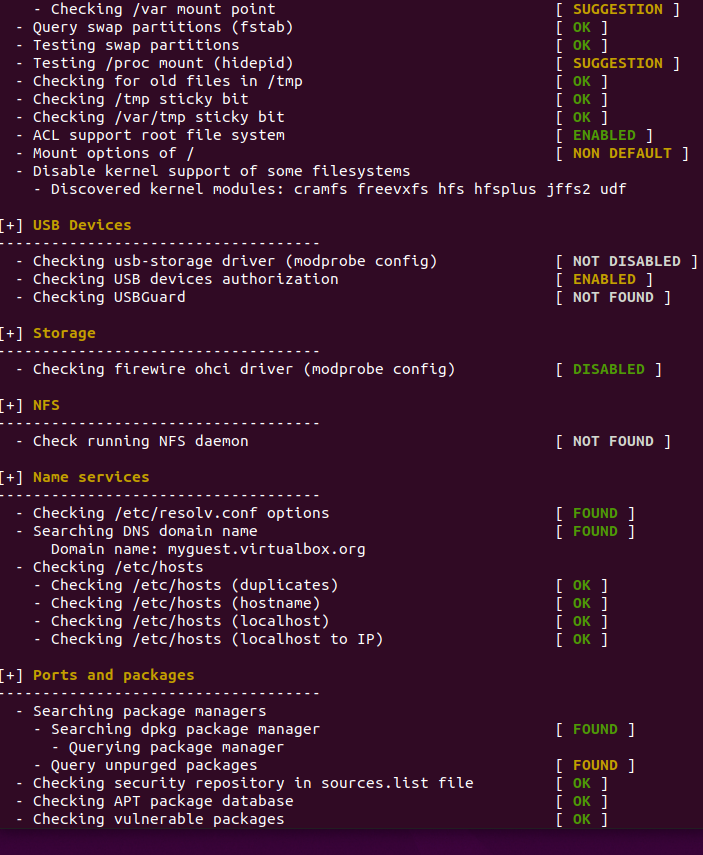 - Checking /var mount point [ SUGGESTION ]
- Query swap partitions (fstab) [ OK ]
- Testing swap partitions [ OK ]
- Testing /proc mount (hidepid) [ SUGGESTION ]
- Checking for old files in /tmp [ OK ]
- Checking /tmp sticky bit [ OK ]
- Checking /var/tmp sticky bit [ OK ]
- ACL support root file system [ ENABLED ]
- Mount options of / [ NON DEFAULT ]
- Disable kernel support of some filesystems
- Discovered kernel modules: cramfs freevxfs hfs hfsplus jffs2 udf
[+] USB Devices
------------------------------------
- Checking usb-storage driver (modprobe config) [ NOT DISABLED ]
- Checking USB devices authorization [ ENABLED ]
- Checking USBGuard [ NOT FOUND ]
[+] Storage
------------------------------------
- Checking firewire ohci driver (modprobe config) [ DISABLED ]
[+] NFS
------------------------------------
- Check running NFS daemon [ NOT FOUND ]
[+] Name services
------------------------------------
- Checking /etc/resolv.conf options [ FOUND ]
- Searching DNS domain name [ FOUND ]
Domain name: myguest.virtualbox.org
- Checking /etc/hosts
- Checking /etc/hosts (duplicates) [ OK ]
- Checking /etc/hosts (hostname) [ OK ]
- Checking /etc/hosts (localhost) [ OK ]
- Checking /etc/hosts (localhost to IP) [ OK ]
[+] Ports and packages
------------------------------------
- Searching package managers
- Searching dpkg package manager [ FOUND ]
- Querying package manager
- Query unpurged packages [ FOUND ]
- Checking security repository in sources.list file [ OK ]
- Checking APT package database [ OK ]
- Checking vulnerable packages [ OK ]